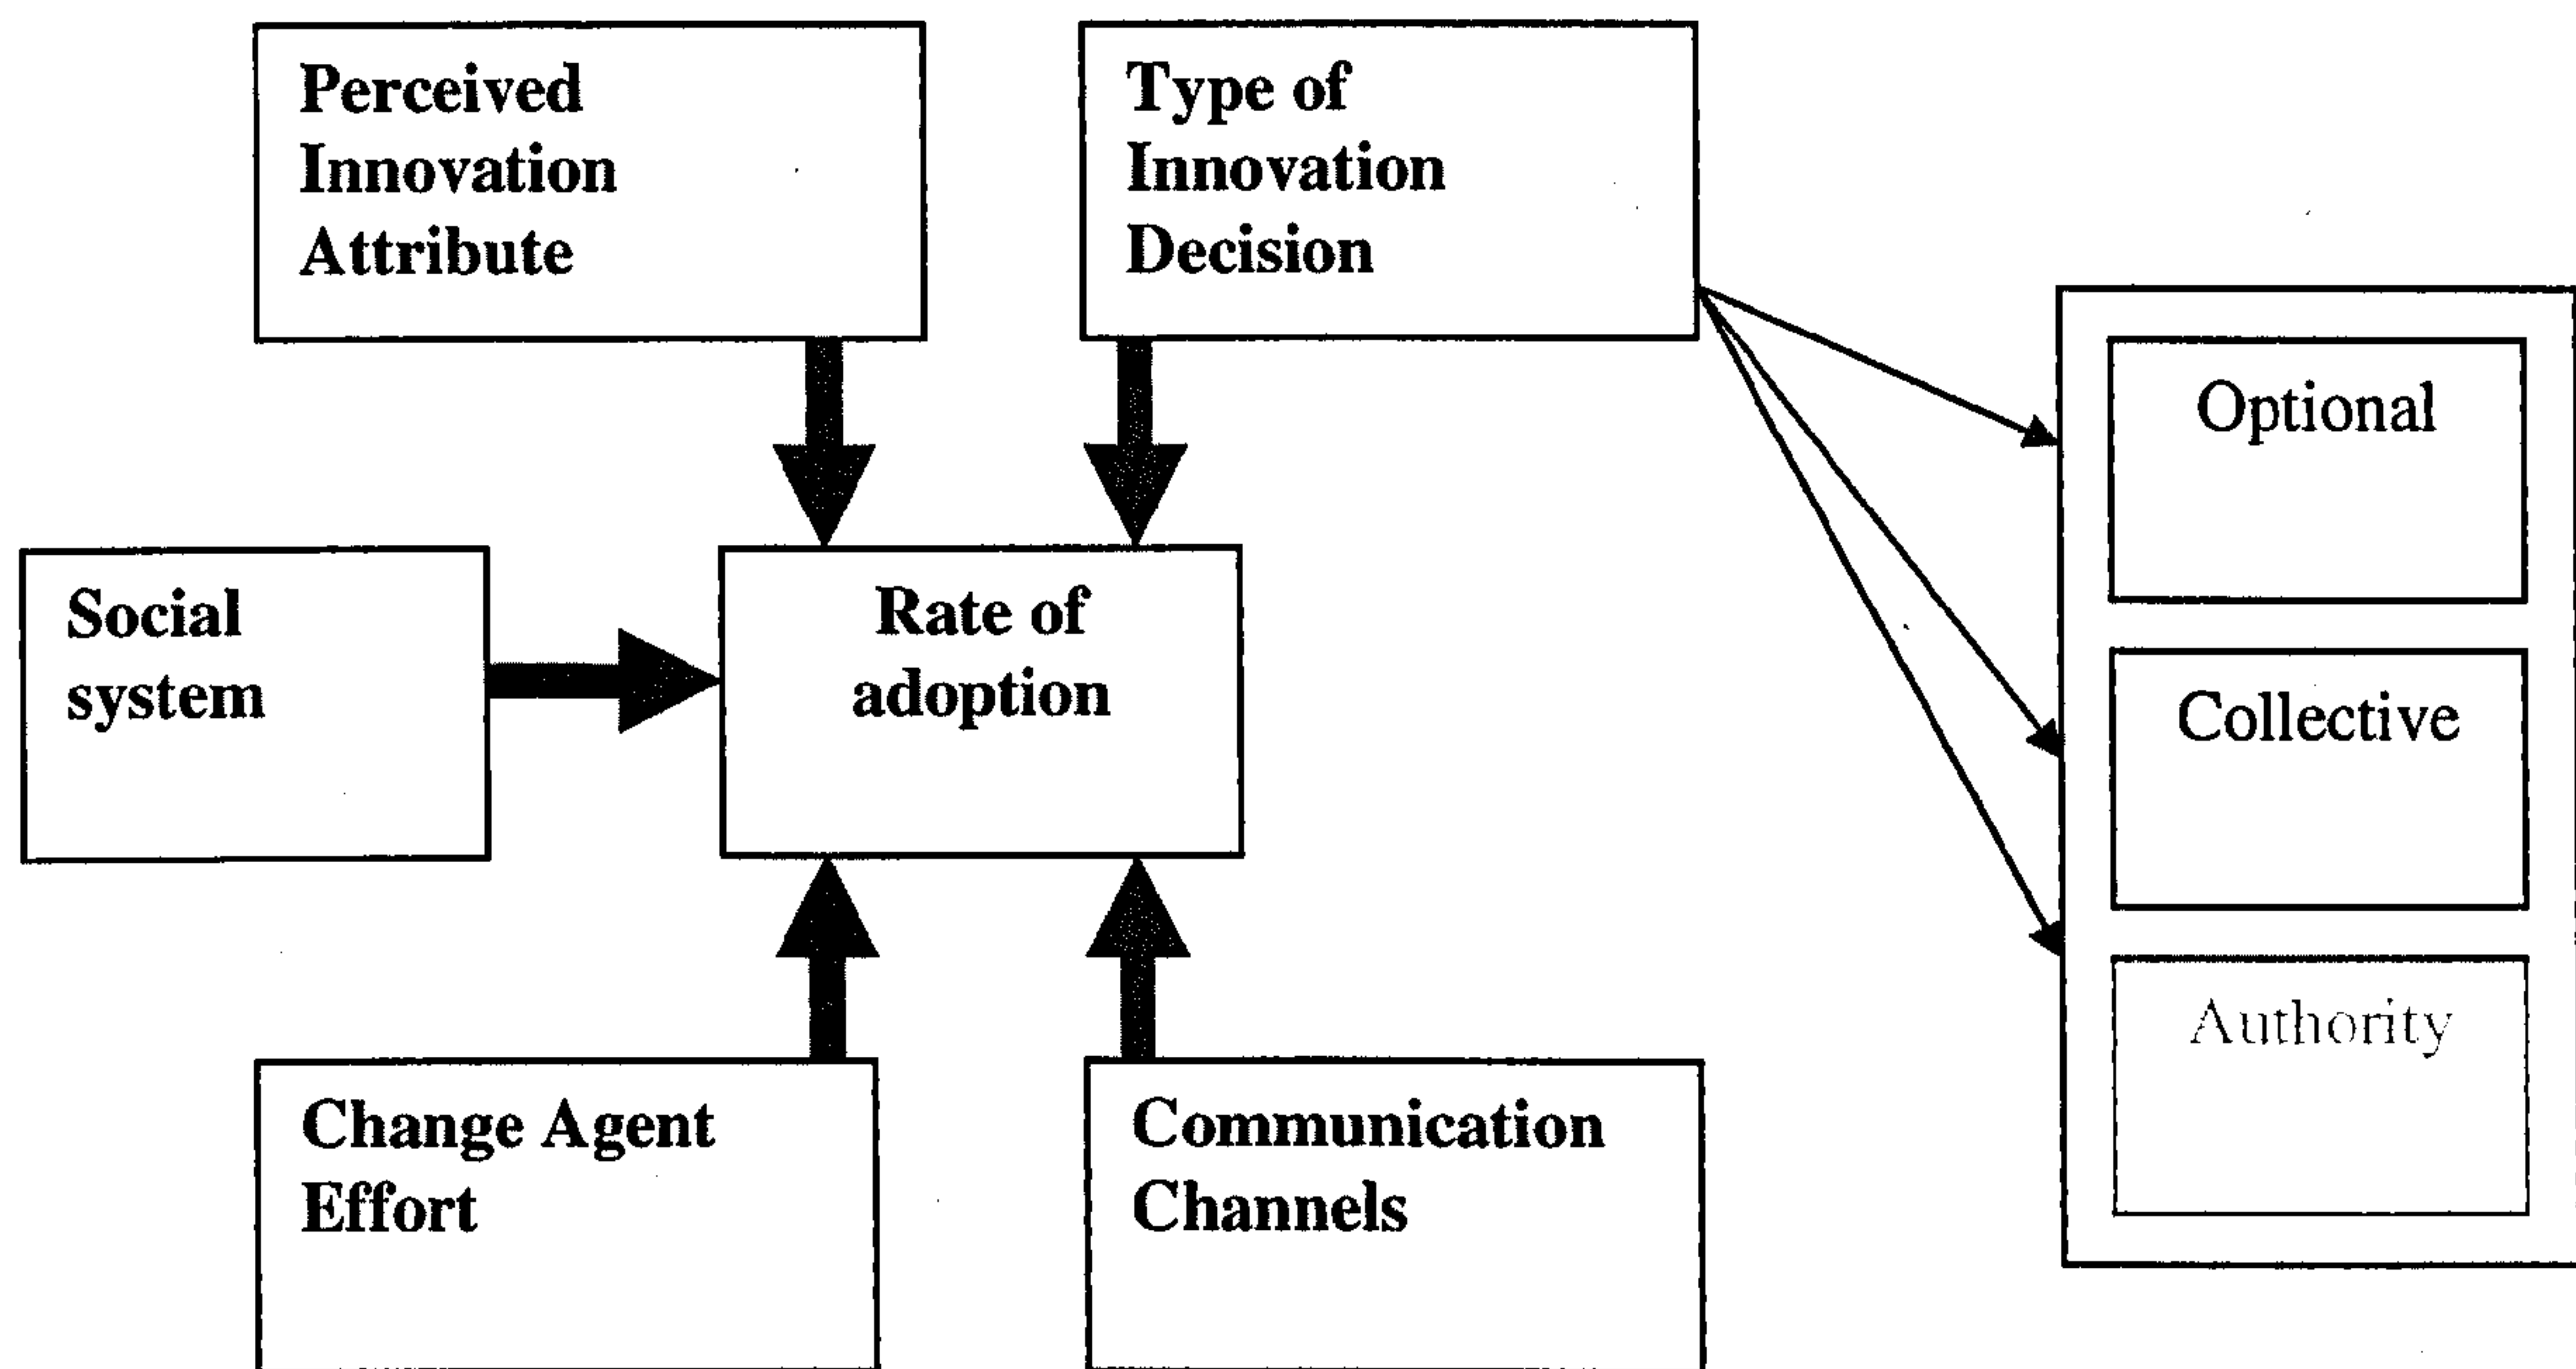 Perceived
Innovation
Attribute
Type of
Innovation
Decision
Optional
Social
system
Rate of
adoption
Collective
Authority
Change Agent
Effort
Communication
Channels